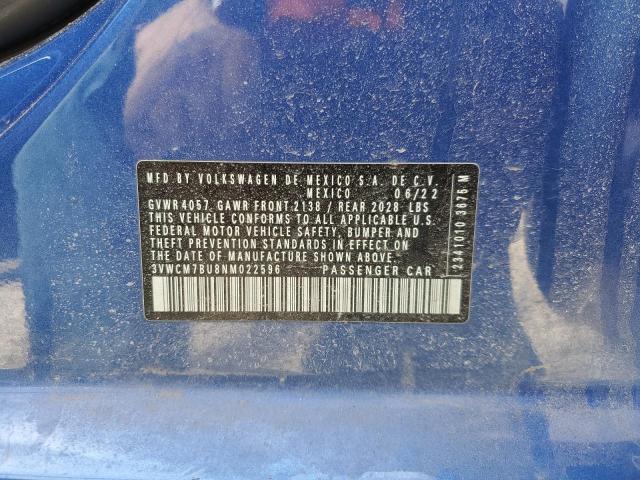 MFD. BY VOLKSWAGEN DE MEXICO S.A. DE C.V.
MEXICO 06/22
GVWR 4057 GAWR FRONT 2138 / REAR 2028 LBS
THIS VEHICLE CONFORMS TO ALL APPLICABLE U.S.
FEDERAL MOTOR VEHICLE SAFETY, BUMPER AND
THEFT PREVENTION STANDARDS IN EFFECT ON
THE DATE OF MANUFACTURE SHOWN ABOVE.
3VWCM7BU8NM022596 PASSENGER CAR
2341010 3676 M